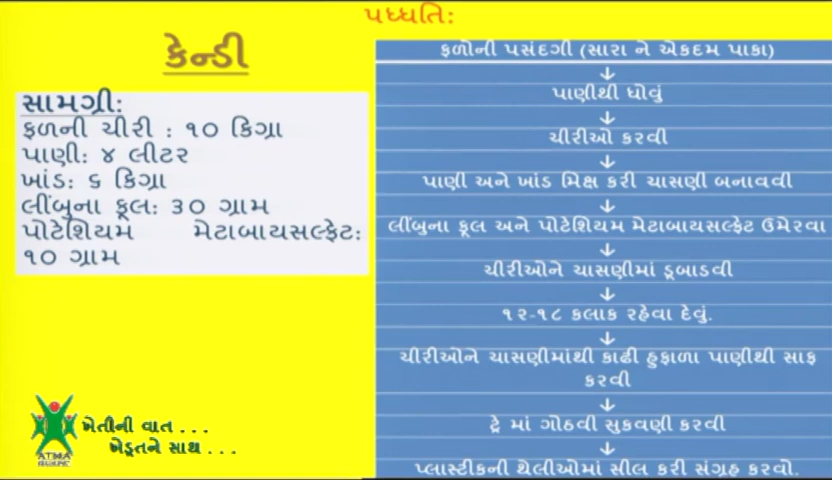 પધ્ધતિ:
કેન્ડી
સામગ્રી:
ફળની ચીરી : ૧૦ કિગ્રા
પાણી: ૪ લીટર
ખાંડ: ૬ કિગ્રા
લીંબુના ફૂલ: ૩૦ ગ્રામ
પોટેશિયમ મેટાબાયસલ્ફેટ:
૧૦ ગ્રામ
ફળોની પસંદગી (સારા ને એકદમ પાકા)
↓
પાણીથી ધોવું
↓
ચીરીઓ કરવી
↓
પાણી અને ખાંડ મિક્ષ કરી ચાસણી બનાવવી
↓
લીંબુના ફૂલ અને પોટેશિયમ મેટાબાયસલ્ફેટ ઉમેરવા
↓
ચીરીઓને ચાસણીમાં ડૂબાડવી
↓
૧૨-૧૮ કલાક રહેવા દેવું.
↓
ચીરીઓને ચાસણીમાંથી કાઢી હુફાળા પાણીથી સાફ
કરવી
↓
ટ્રે માં ગોઠવી સુકવણી કરવી
↓
પ્લાસ્ટીકની થેલીઓમાં સીલ કરી સંગ્રહ કરવો.
ખેતીની વાત . . .
ખેડૂતને સાથ . . .
ATMA